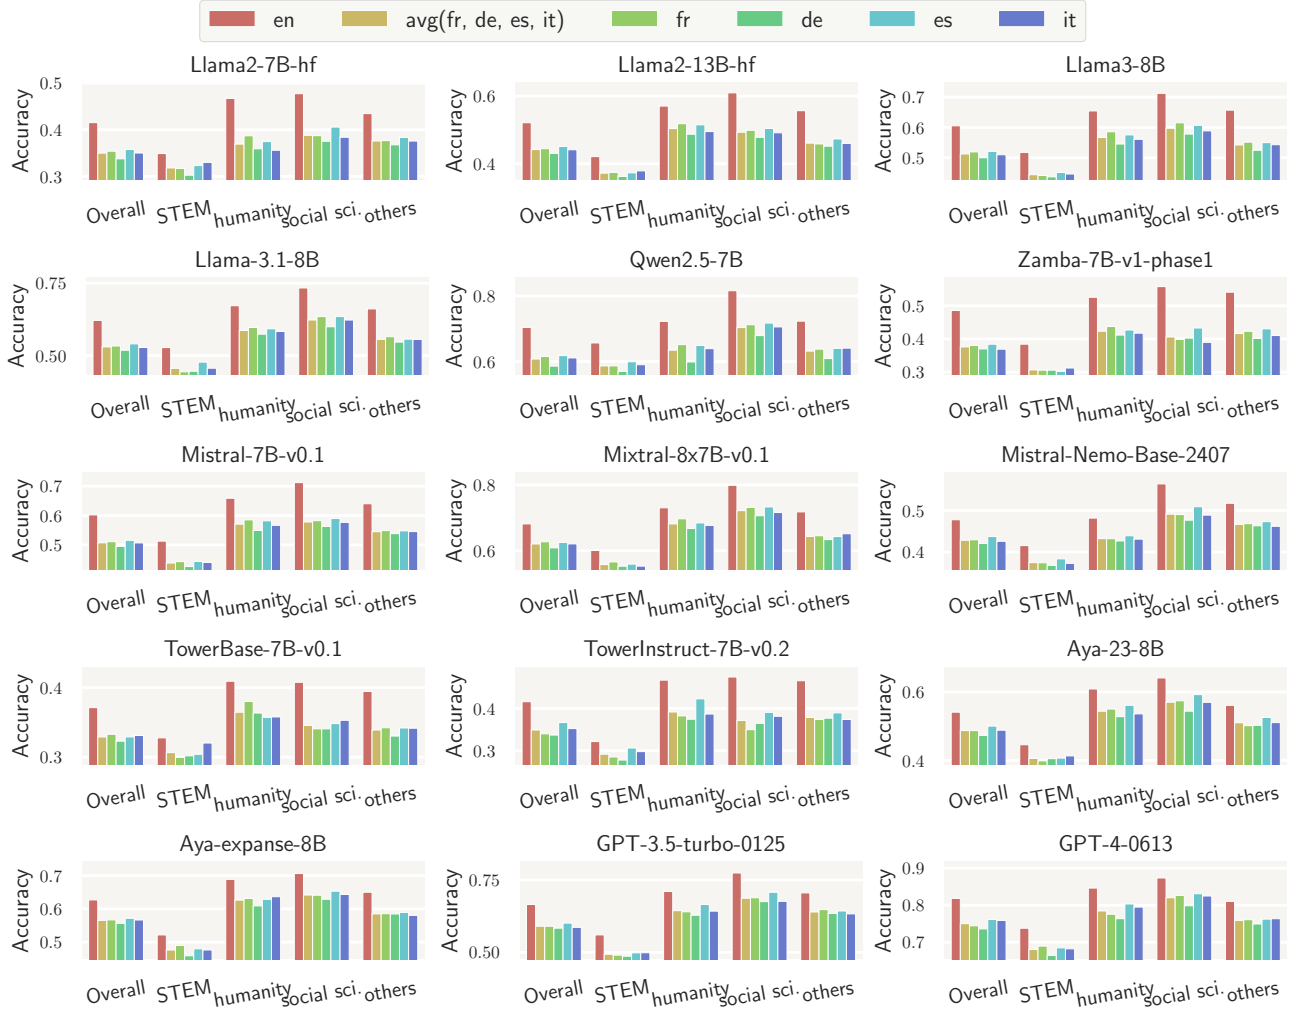 en avg(fr, de, es, it) fr de es it
Llama2-7B-hf
Accuracy
0.5
0.4
0.3
Overall STEM humanity social sci. others
Llama2-13B-hf
Accuracy
0.6
0.4
Overall STEM humanity social sci. others
Llama3-8B
Accuracy
0.7
0.6
0.5
Overall STEM humanity social sci. others
Llama-3.1-8B
Accuracy
0.75
0.50
Overall STEM humanity social sci. others
Qwen2.5-7B
Accuracy
0.8
0.6
Overall STEM humanity social sci. others
Zamba-7B-v1-phase1
Accuracy
0.5
0.4
0.3
Overall STEM humanity social sci. others
Mistral-7B-v0.1
Accuracy
0.7
0.6
0.5
Overall STEM humanity social sci. others
Mixtral-8x7B-v0.1
Accuracy
0.8
0.6
Overall STEM humanity social sci. others
Mistral-Nemo-Base-2407
Accuracy
0.5
0.4
Overall STEM humanity social sci. others
TowerBase-7B-v0.1
Accuracy
0.4
0.3
Overall STEM humanity social sci. others
TowerInstruct-7B-v0.2
Accuracy
0.4
0.3
Overall STEM humanity social sci. others
Aya-23-8B
Accuracy
0.6
0.4
Overall STEM humanity social sci. others
Aya-expanse-8B
Accuracy
0.7
0.6
0.5
Overall STEM humanity social sci. others
GPT-3.5-turbo-0125
Accuracy
0.75
0.50
Overall STEM humanity social sci. others
GPT-4-0613
Accuracy
0.9
0.8
0.7
Overall STEM humanity social sci. others